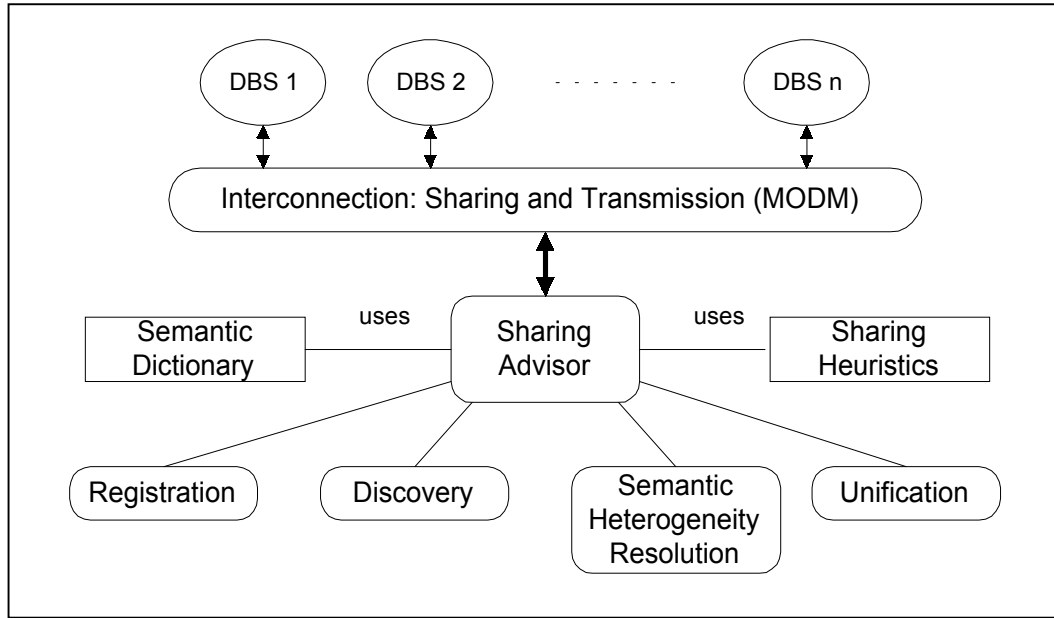 DBS 1
DBS 2
- - - - - - -
DBS n
Interconnection: Sharing and Transmission (MODM)
Semantic
Dictionary
uses
Sharing
Advisor
uses
Sharing
Heuristics
Registration
Discovery
Semantic
Heterogeneity
Resolution
Unification